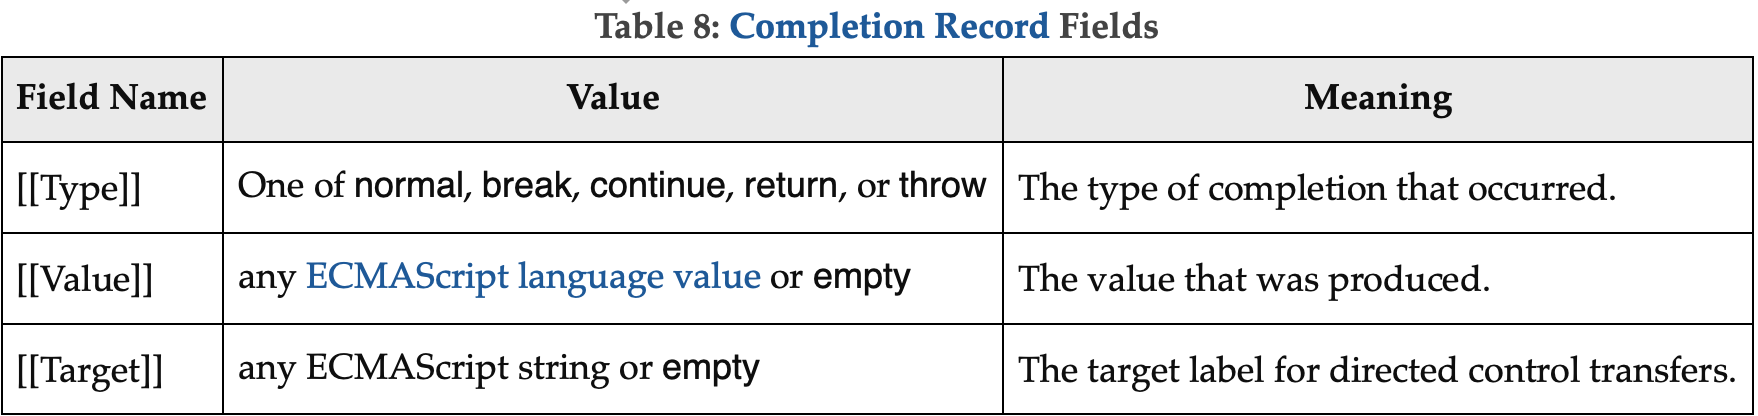 Table 8: Completion Record Fields
Field Name Value Meaning
[[Type]] One of normal, break, continue, return, or throw The type of completion that occurred.
[[Value]] any ECMAScript language value or empty The value that was produced.
[[Target]] any ECMAScript string or empty The target label for directed control transfers.